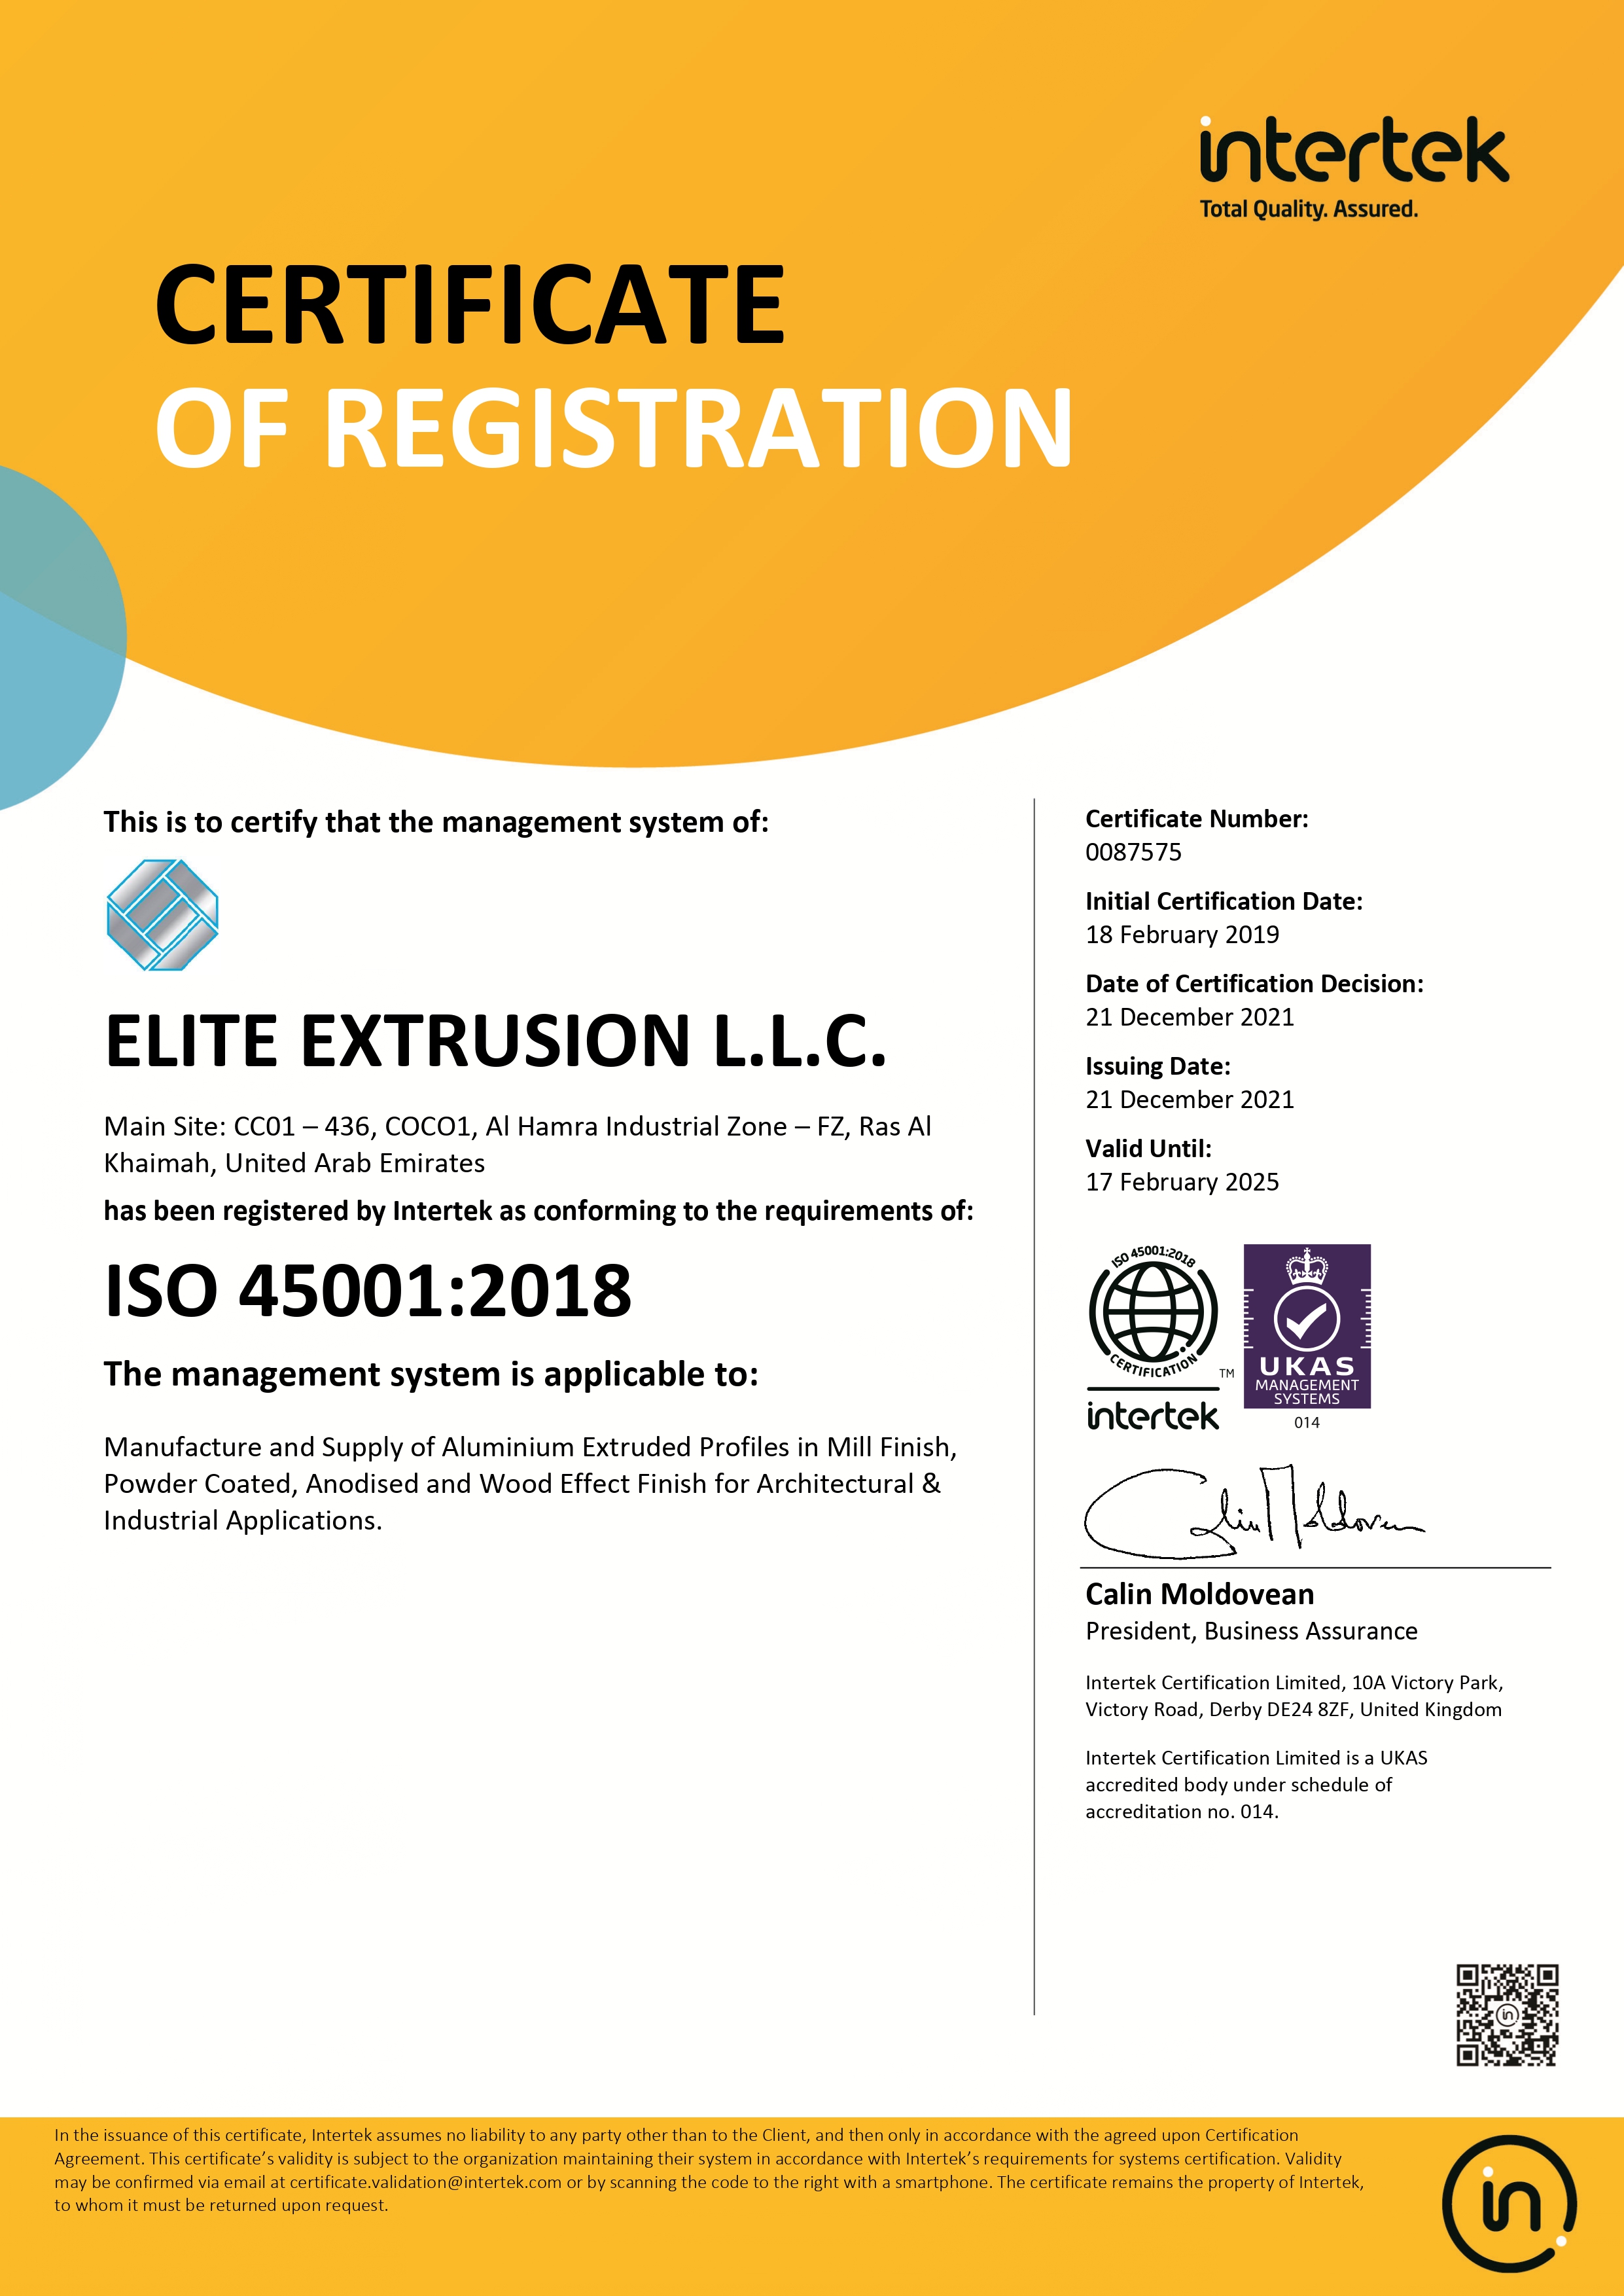 intertek
Total Quality. Assured.
CERTIFICATE
OF REGISTRATION
This is to certify that the management system of:
ELITE EXTRUSION L.L.C.
Main Site: CC01 – 436, COCO1, Al Hamra Industrial Zone – FZ, Ras Al
Khaimah, United Arab Emirates
has been registered by Intertek as conforming to the requirements of:
ISO 45001:2018
The management system is applicable to:
Manufacture and Supply of Aluminium Extruded Profiles in Mill Finish,
Powder Coated, Anodised and Wood Effect Finish for Architectural &
Industrial Applications.
Certificate Number:
0087575
Initial Certification Date:
18 February 2019
Date of Certification Decision:
21 December 2021
Issuing Date:
21 December 2021
Valid Until:
17 February 2025
ISO 45001:2018
CERTIFICATION
TM
intertek
UKAS
MANAGEMENT
SYSTEMS
014
Calin Moldovean
Calin Moldovean
President, Business Assurance
Intertek Certification Limited, 10A Victory Park,
Victory Road, Derby DE24 8ZF, United Kingdom
Intertek Certification Limited is a UKAS
accredited body under schedule of
accreditation no. 014.
in
In the issuance of this certificate, Intertek assumes no liability to any party other than to the Client, and then only in accordance with the agreed upon Certification
Agreement. This certificate’s validity is subject to the organization maintaining their system in accordance with Intertek’s requirements for systems certification. Validity
may be confirmed via email at certificate.validation@intertek.com or by scanning the code to the right with a smartphone. The certificate remains the property of Intertek,
to whom it must be returned upon request.
in